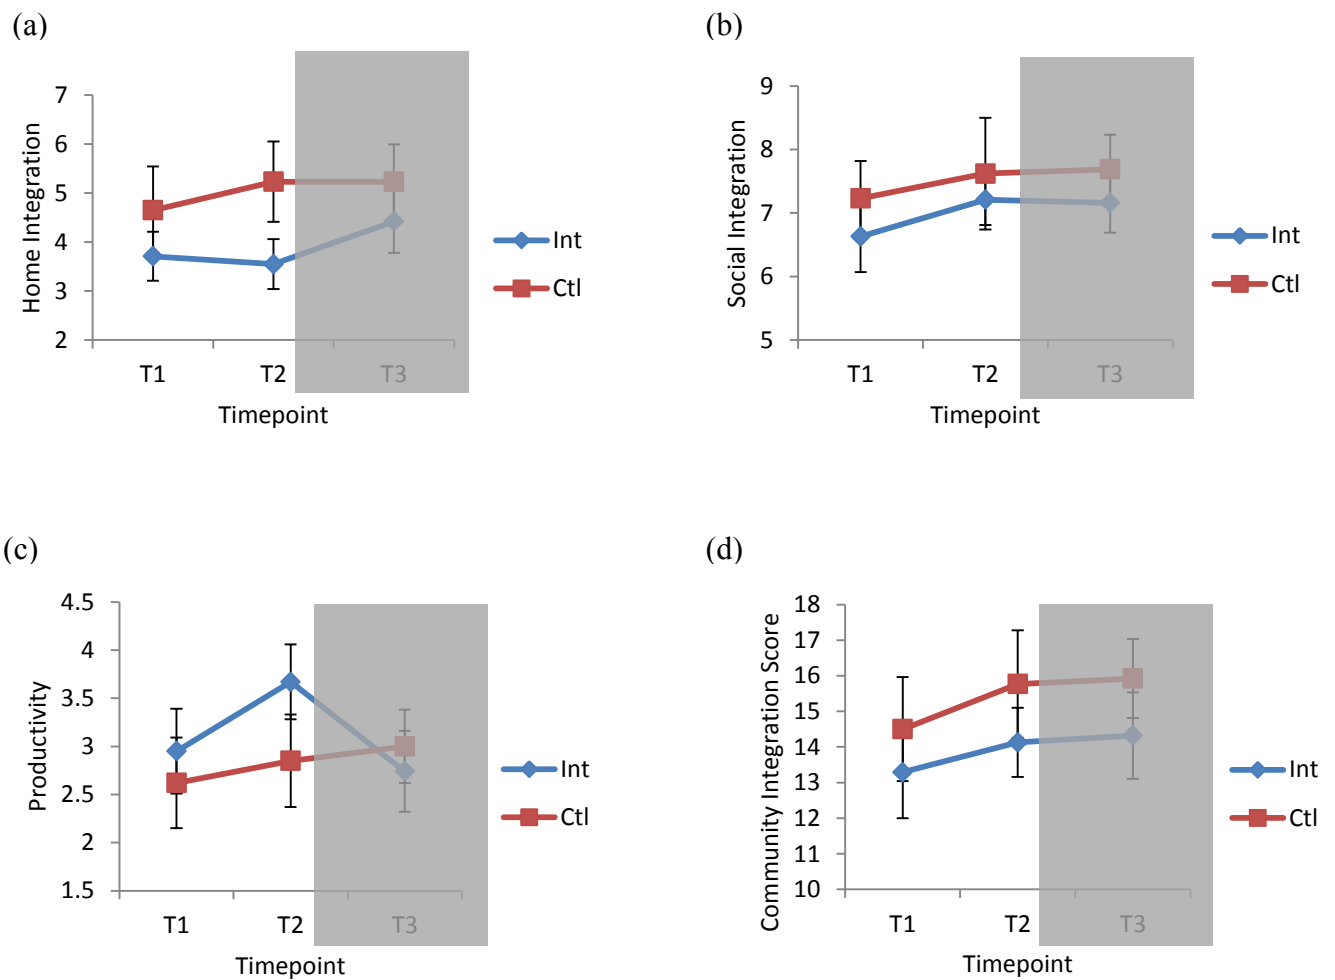 (a)
7
6
5
4
3
2
Home Integration
T1 T2 T3
Timepoint
Int
Ctl
(b)
9
8
7
6
5
Social Integration
T1 T2 T3
Timepoint
Int
Ctl
(c)
4.5
4
3.5
3
2.5
2
1.5
Productivity
T1 T2 T3
Timepoint
Int
Ctl
(d)
18
17
16
15
14
13
12
11
10
Community Integration Score
T1 T2 T3
Timepoint
Int
Ctl